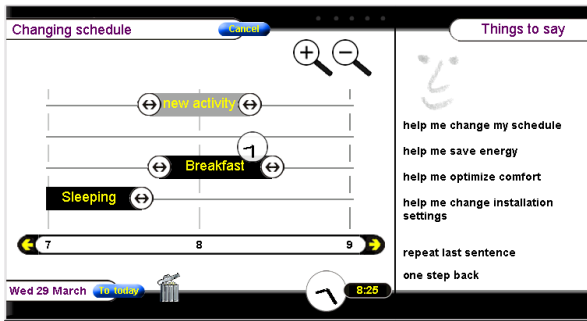 Changing schedule
Cancel
Things to say
new activity
Breakfast
Sleeping
7 8 9
help me change my schedule
help me save energy
help me optimize comfort
help me change installation
settings
repeat last sentence
one step back
Wed 29 March
To today
8:25